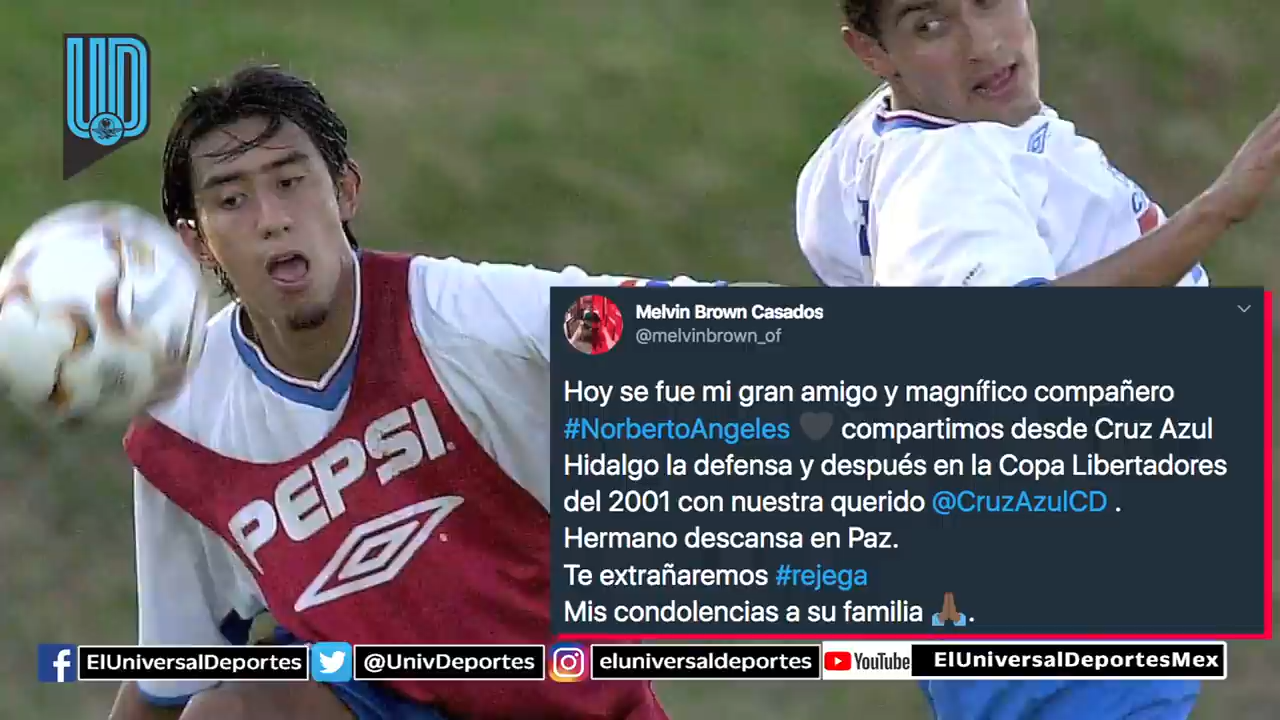 UD
PEPSI
Melvin Brown Casados
@melvinbrown_of
Hoy se fue mi gran amigo y magnífico compañero
#NorbertoAngeles 🖤 compartimos desde Cruz Azul
Hidalgo la defensa y después en la Copa Libertadores
del 2001 con nuestra querido @CruzAzulCD .
Hermano descansa en Paz.
Te extrañaremos #rejega
Mis condolencias a su familia 🙏🏾.
ElUniversalDeportes
@UnivDeportes
eluniversaldeportes
YouTube
ElUniversalDeportesMex